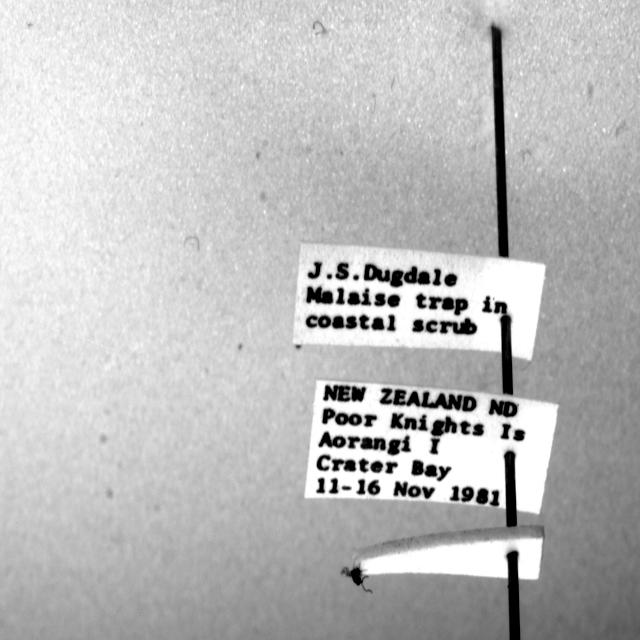 J.S.Dugdale
Malaise trap in
coastal scrub
NEW ZEALAND ND
Poor Knights Is
Aorangi I
Crater Bay
11-16 Nov 1981